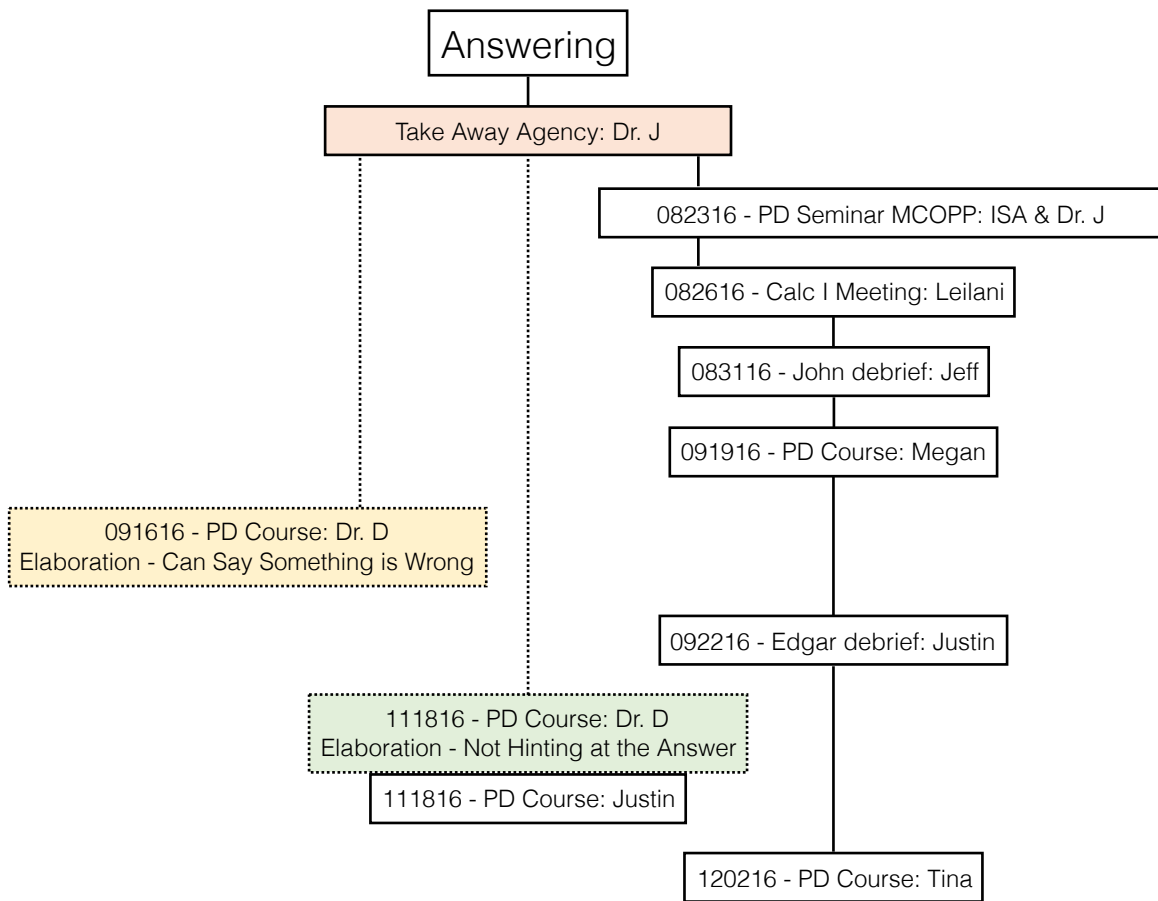 Answering
Take Away Agency: Dr. J
082316 - PD Seminar MCOPP: ISA & Dr. J
082616 - Calc I Meeting: Leilani
083116 - John debrief: Jeff
091916 - PD Course: Megan
091616 - PD Course: Dr. D
Elaboration - Can Say Something is Wrong
092216 - Edgar debrief: Justin
111816 - PD Course: Dr. D
Elaboration - Not Hinting at the Answer
111816 - PD Course: Justin
120216 - PD Course: Tina